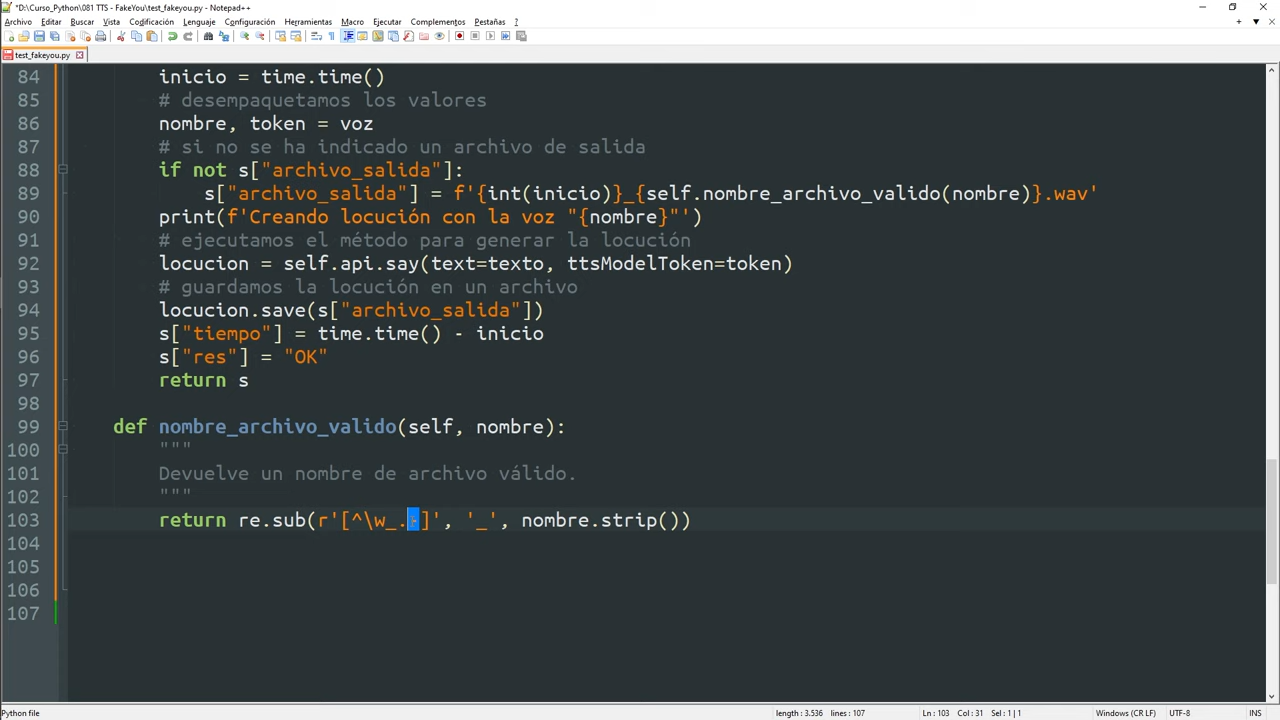 *D:\Curso_Python\081 TTS - FakeYou\test_fakeyou.py - Notepad++
Archivo Editar Buscar Vista Codificación Lenguaje Configuración Herramientas Macro Ejecutar Complementos Pestañas ?
test_fakeyou.py
84 inicio = time.time()
85 # desempaquetamos los valores
86 nombre, token = voz
87 # si no se ha indicado un archivo de salida
88 if not s["archivo_salida"]:
89 s["archivo_salida"] = f'{int(inicio)}_{self.nombre_archivo_valido(nombre)}.wav'
90 print(f'Creando locución con la voz "{nombre}"')
91 # ejecutamos el método para generar la locución
92 locucion = self.api.say(text=texto, ttsModelToken=token)
93 # guardamos la locución en un archivo
94 locucion.save(s["archivo_salida"])
95 s["tiempo"] = time.time() - inicio
96 s["res"] = "OK"
97 return s
98
99 def nombre_archivo_valido(self, nombre):
100 """
101 Devuelve un nombre de archivo válido.
102 """
103 return re.sub(r'[^\w_.-]', '_', nombre.strip())
104
105
106
107
Python file length : 3.536 lines : 107 Ln : 103 Col : 31 Sel : 1 | 1 Windows (CR LF) UTF-8 INS